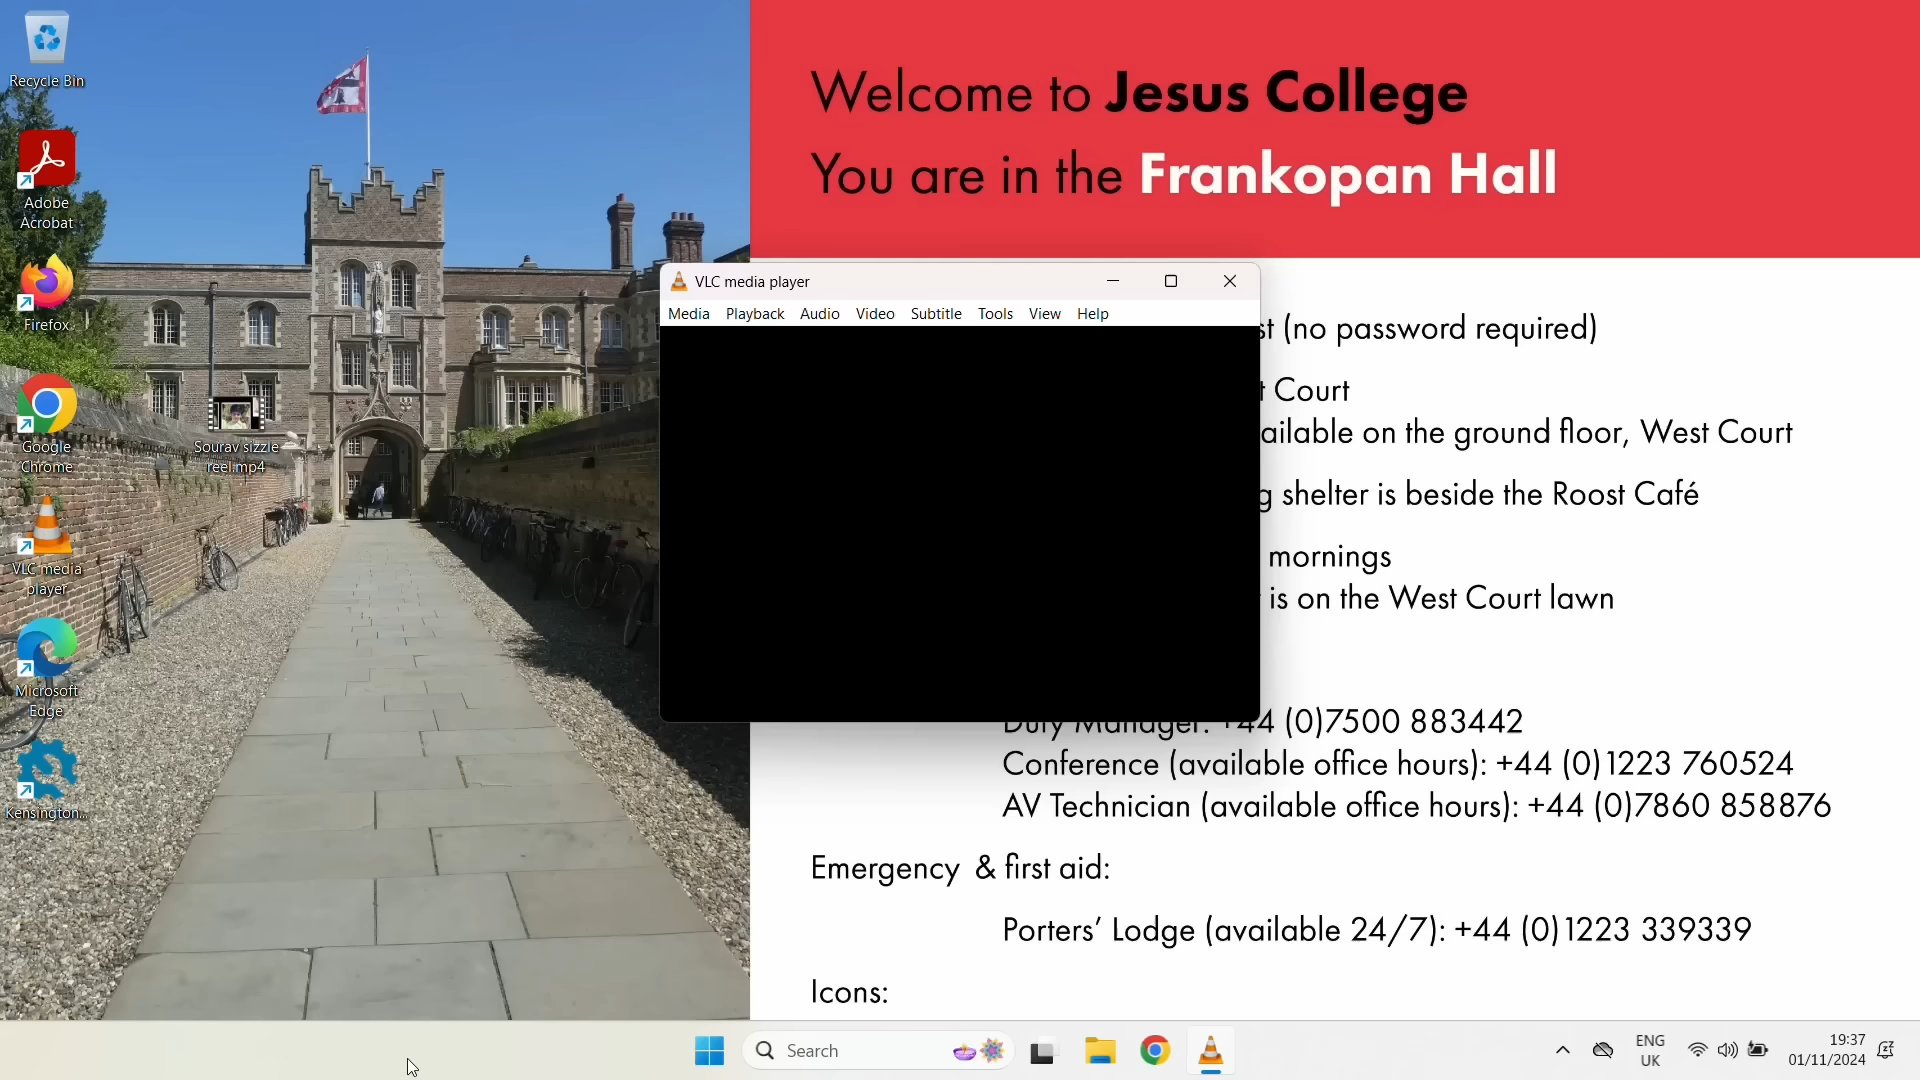 Recycle Bin
Adobe
Acrobat
Firefox
Google
Chrome
Sourav sizzle
reel.mp4
VLC media
player
Microsoft
Edge
Kensington...
Welcome to Jesus College
You are in the Frankopan Hall
VLC media player
Media Playback Audio Video Subtitle Tools View Help
(no password required)
Court
on the ground floor, West Court
shelter is beside the Roost Café
mornings
is on the West Court lawn
Duty Manager: +44 (0)7500 883442
Conference (available office hours): +44 (0)1223 760524
AV Technician (available office hours): +44 (0)7860 858876
Emergency & first aid:
Porters’ Lodge (available 24/7): +44 (0)1223 339339
Icons:
Search
ENG
UK
19:37
01/11/2024